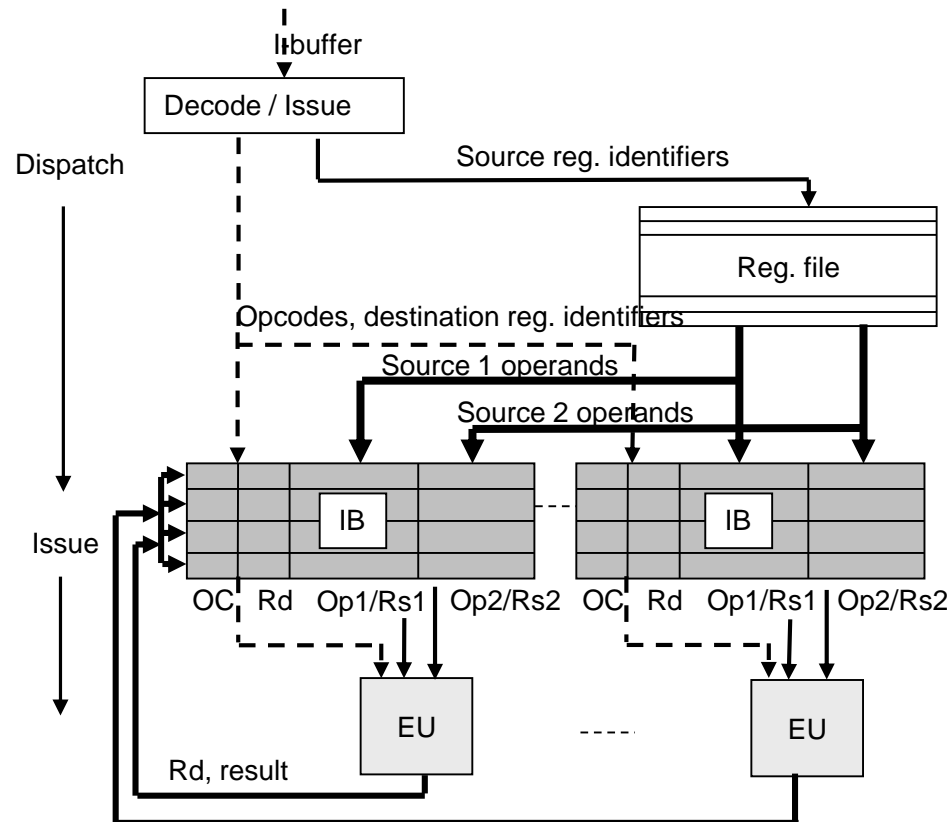 I-buffer
Decode / Issue
Dispatch
Source reg. identifiers
Reg. file
Opcodes, destination reg. identifiers
Source 1 operands
Source 2 operands
IB
IB
Issue
OC Rd Op1/Rs1 Op2/Rs2
OC Rd Op1/Rs1 Op2/Rs2
EU
EU
Rd, result